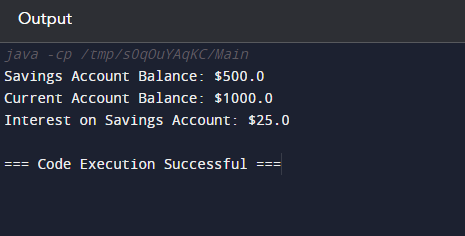 Output
java -cp /tmp/sOqOuYAqKC/Main
Savings Account Balance: $500.0
Current Account Balance: $1000.0
Interest on Savings Account: $25.0
=== Code Execution Successful ===